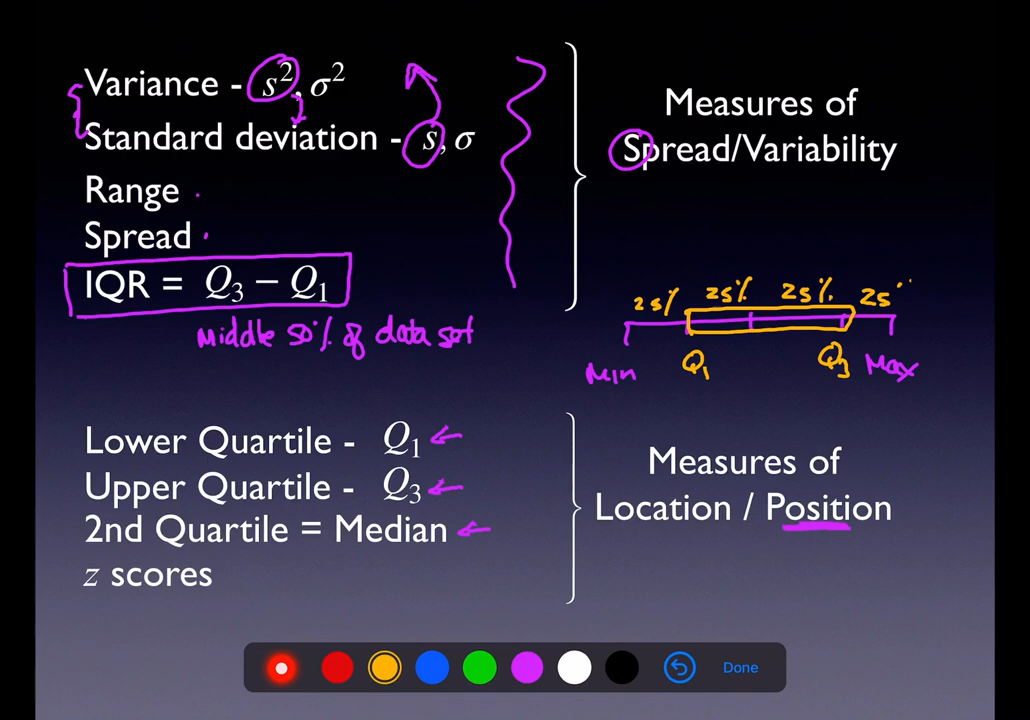 Variance - s², σ²
Standard deviation - s, σ
Range
Spread
IQR = Q₃ − Q₁
Middle 50% of data set
Measures of
Spread/Variability
25% 25% 25% 25
Min Q₁ Q₃ Max
Lower Quartile - Q₁
Upper Quartile - Q₃
2nd Quartile = Median
z scores
Measures of
Location / Position
Done